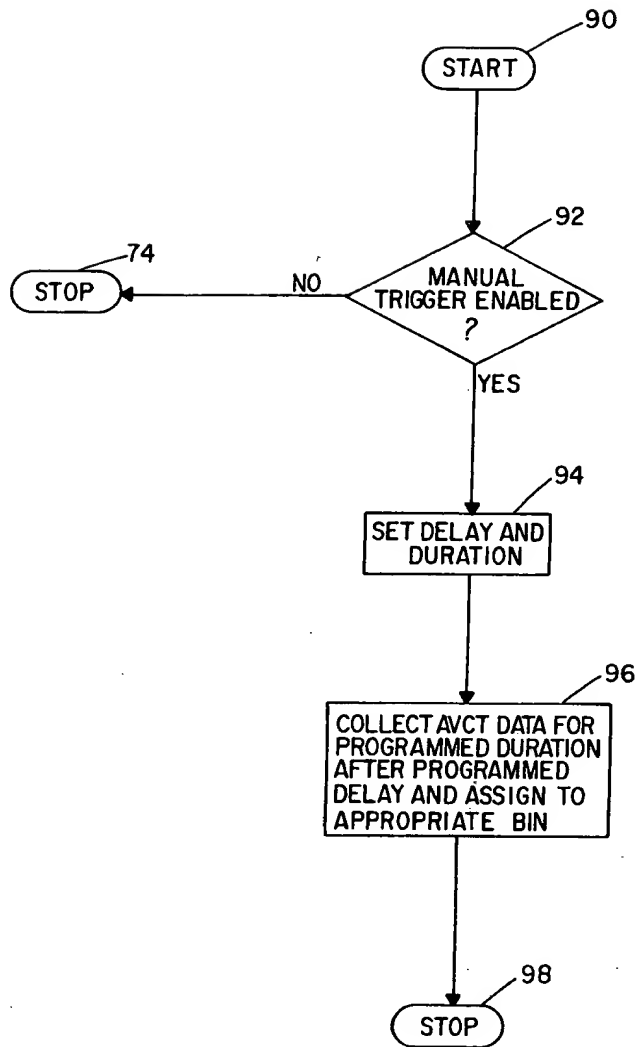 90
START
92
74
MANUAL
STOP
NO
TRIGGER ENABLED
?
YES
94
SET DELAY AND
DURATION
96
COLLECT AVCT DATA FOR
PROGRAMMED DURATION
AFTER PROGRAMMED
DELAY AND ASSIGN TO
APPROPRIATE BIN
98
STOP